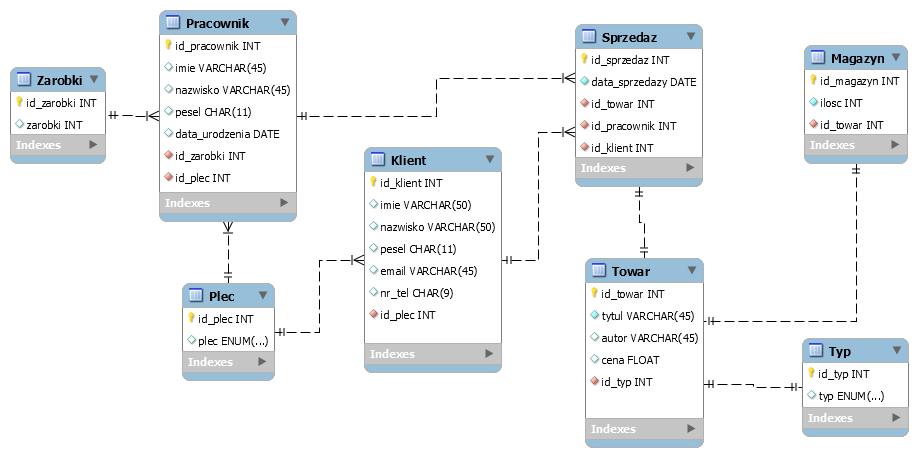 Zarobki
id_zarobki INT
zarobki INT
Indexes
Pracownik
id_pracownik INT
imie VARCHAR(45)
nazwisko VARCHAR(45)
pesel CHAR(11)
data_urodzenia DATE
id_zarobki INT
id_plec INT
Indexes
Plec
id_plec INT
plec ENUM(...)
Indexes
Klient
id_klient INT
imie VARCHAR(50)
nazwisko VARCHAR(50)
pesel CHAR(11)
email VARCHAR(45)
nr_tel CHAR(9)
id_plec INT
Indexes
Sprzedaz
id_sprzedaz INT
data_sprzedazy DATE
id_towar INT
id_pracownik INT
id_klient INT
Indexes
Towar
id_towar INT
tytul VARCHAR(45)
autor VARCHAR(45)
cena FLOAT
id_typ INT
Indexes
Magazyn
id_magazyn INT
ilosc INT
id_towar INT
Indexes
Typ
id_typ INT
typ ENUM(...)
Indexes